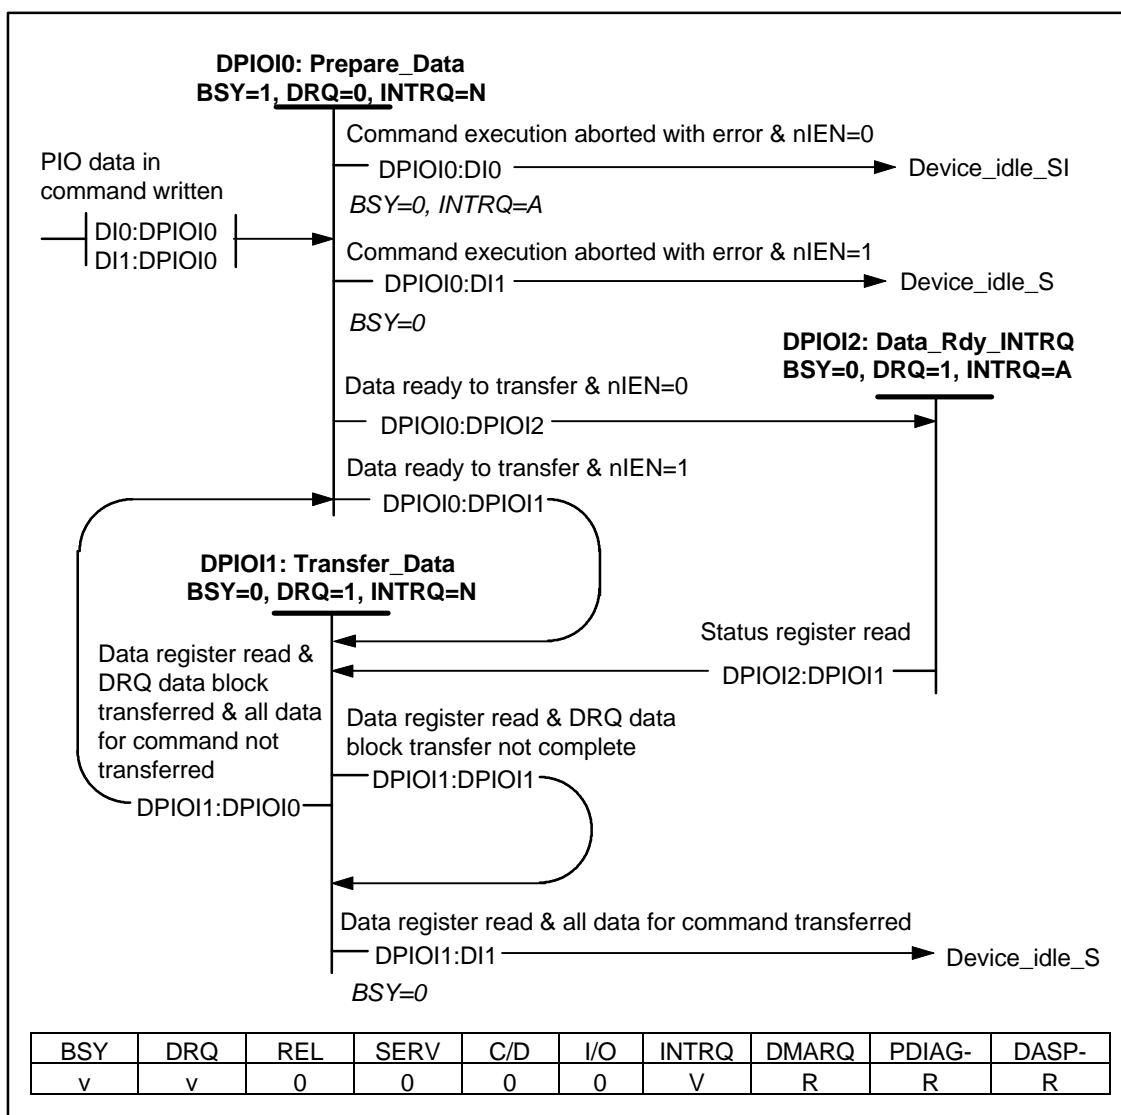 DPIOI0: Prepare_Data
BSY=1, DRQ=0, INTRQ=N
Command execution aborted with error & nIEN=0
DPIOI0:DI0
Device_idle_SI
BSY=0, INTRQ=A
PIO data in
command written
DI0:DPIOI0
DI1:DPIOI0
Command execution aborted with error & nIEN=1
DPIOI0:DI1
Device_idle_S
BSY=0
DPIOI2: Data_Rdy_INTRQ
BSY=0, DRQ=1, INTRQ=A
Data ready to transfer & nIEN=0
DPIOI0:DPIOI2
Data ready to transfer & nIEN=1
DPIOI0:DPIOI1
DPIOI1: Transfer_Data
BSY=0, DRQ=1, INTRQ=N
Status register read
DPIOI2:DPIOI1
Data register read &
DRQ data block
transferred & all data
for command not
transferred
DPIOI1:DPIOI0
Data register read & DRQ data
block transfer not complete
DPIOI1:DPIOI1
Data register read & all data for command transferred
DPIOI1:DI1
Device_idle_S
BSY=0
BSY DRQ REL SERV C/D I/O INTRQ DMARQ PDIAG- DASP-
v v 0 0 0 0 V R R R